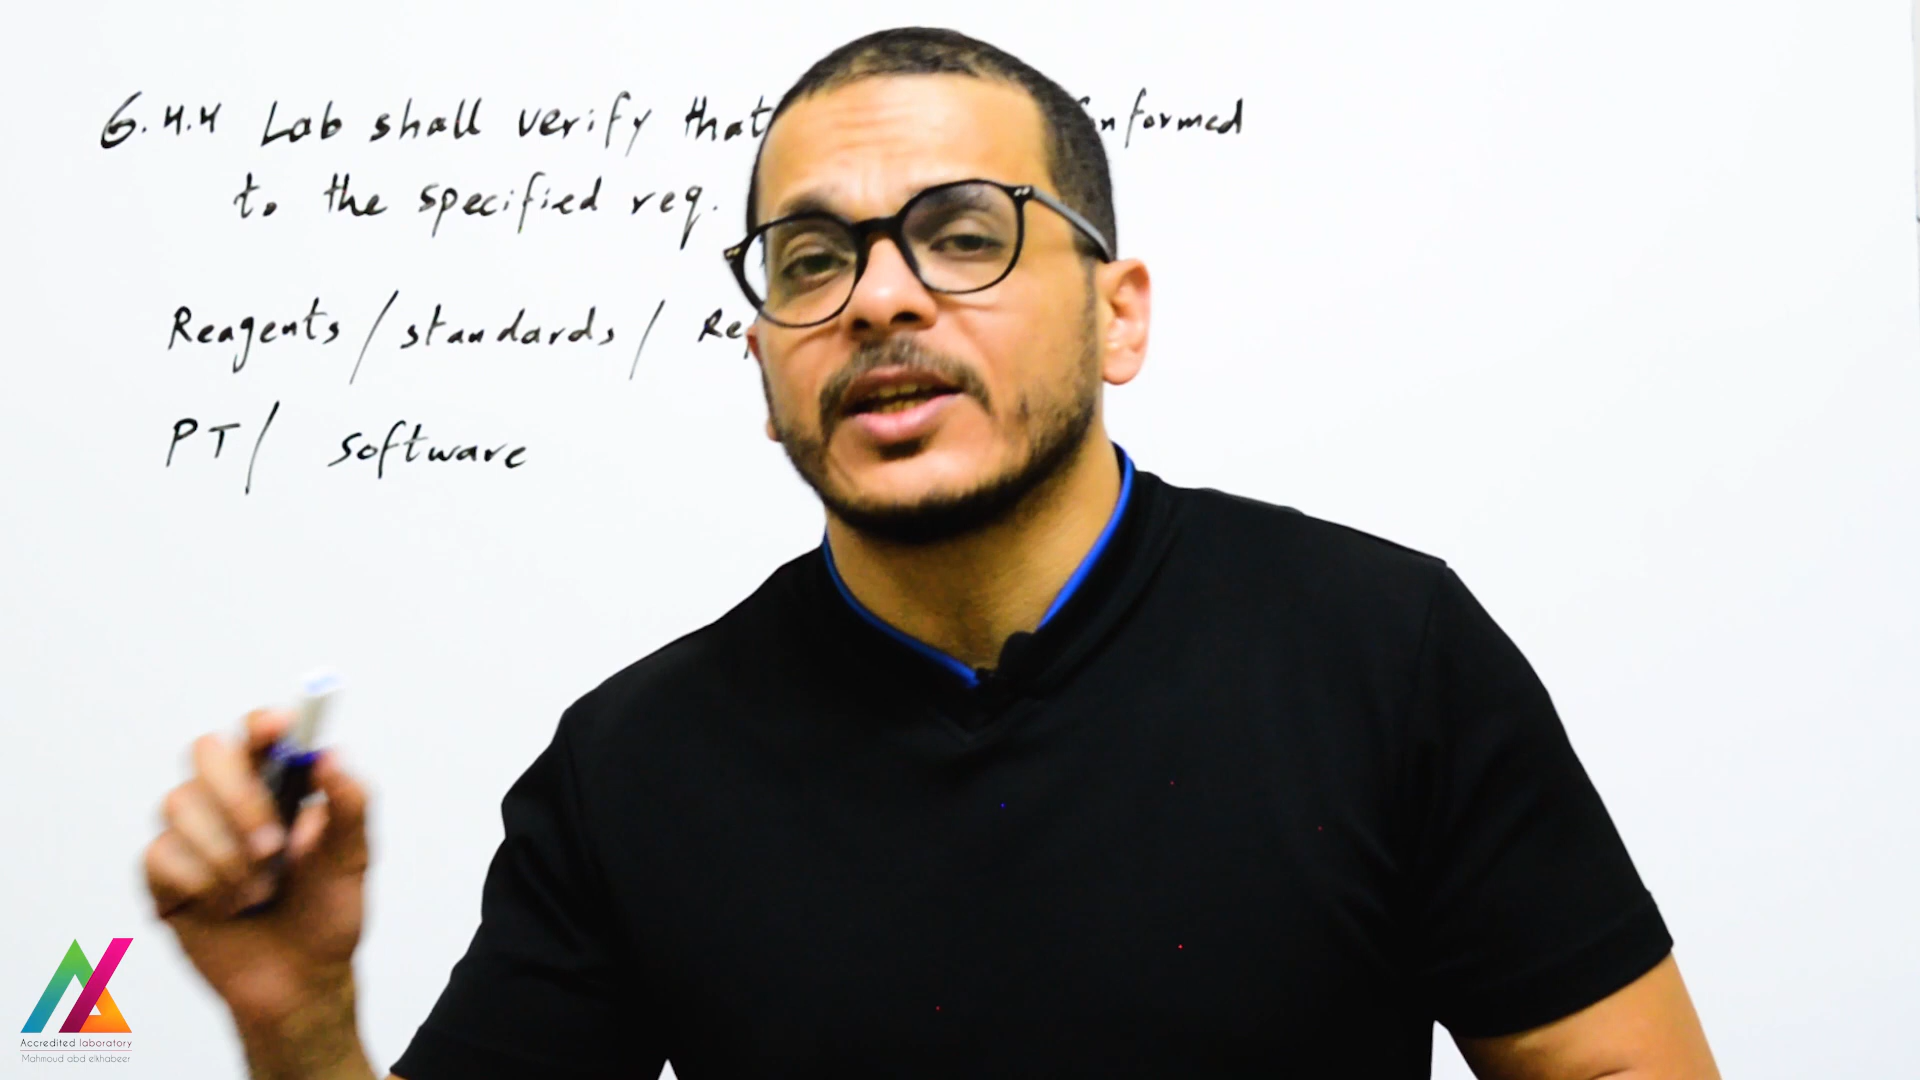 6.4.4 Lab shall verify that nformed
to the specified req.
Reagents / standards / Re
PT / software
Accredited laboratory
Mahmoud abd elkhabeer